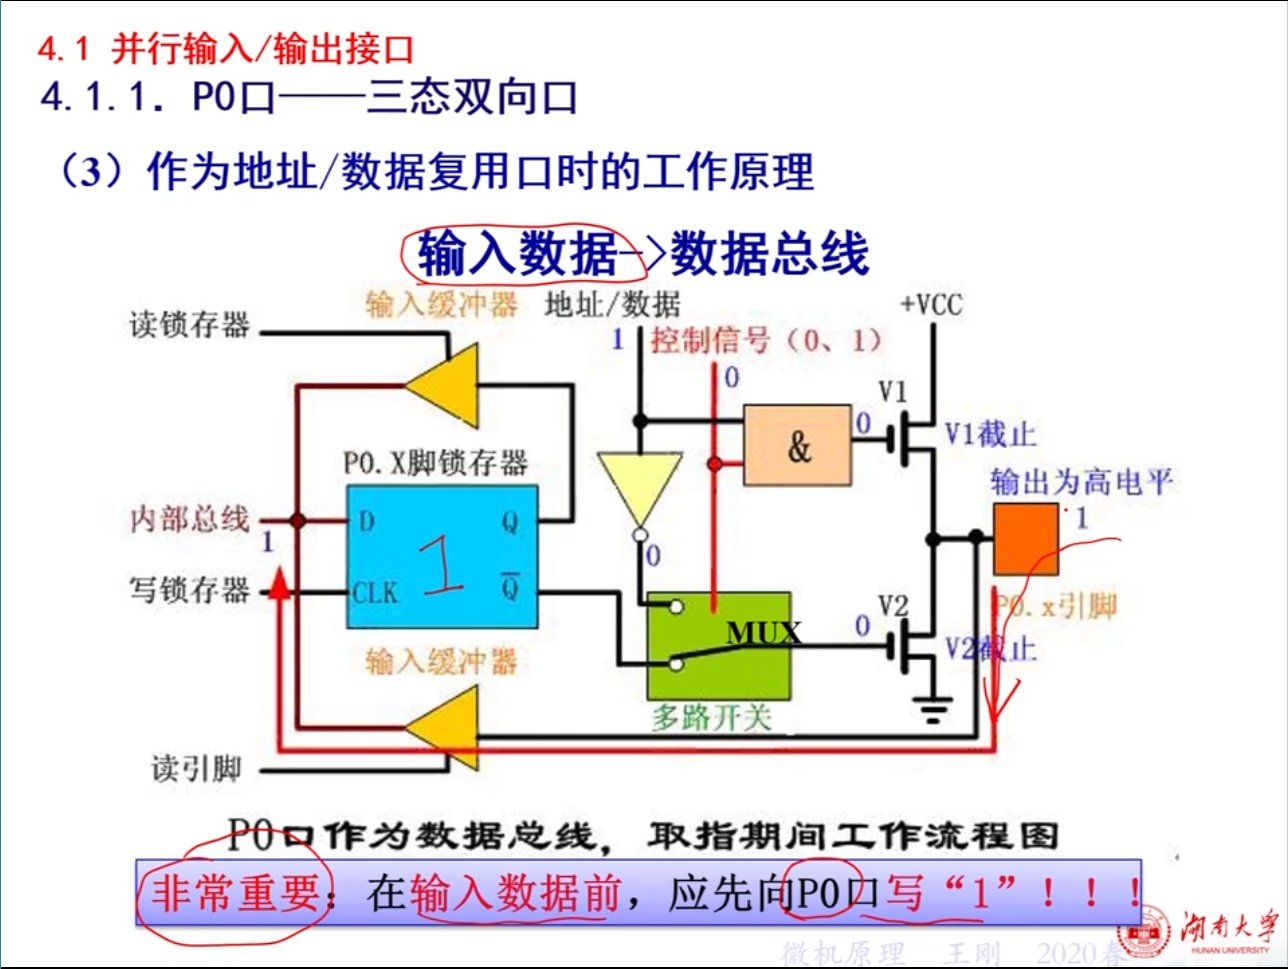 4.1 并行输入/输出接口
4.1.1. P0口——三态双向口
（3）作为地址/数据复用口时的工作原理
输入数据->数据总线
输入缓冲器
地址/数据
+VCC
读锁存器
1
控制信号（0、1）
0
V1
&
0
V1截止
P0.X脚锁存器
输出为高电平
内部总线
D
Q
1
1
0
1
写锁存器
CLK
Q̅
MUX
0
V2
P0.x引脚
V2截止
输入缓冲器
多路开关
读引脚
P0口作为数据总线，取指期间工作流程图
非常重要：在输入数据前，应先向P0口写“1”！！！
湖南大学
HUNAN UNIVERSITY
微机原理 王刚 2020春